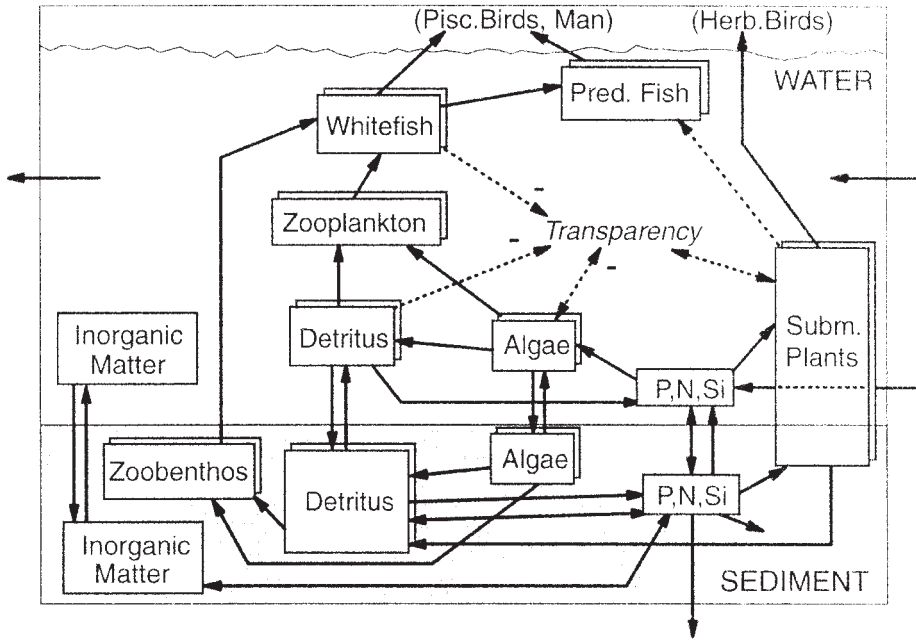 (Pisc.Birds, Man)
(Herb.Birds)
WATER
Pred. Fish
Whitefish
-
Zooplankton
-
Transparency
-
Inorganic
Matter
Detritus
Algae
Subm.
Plants
P,N,Si
Zoobenthos
Algae
Detritus
P,N,Si
Inorganic
Matter
SEDIMENT